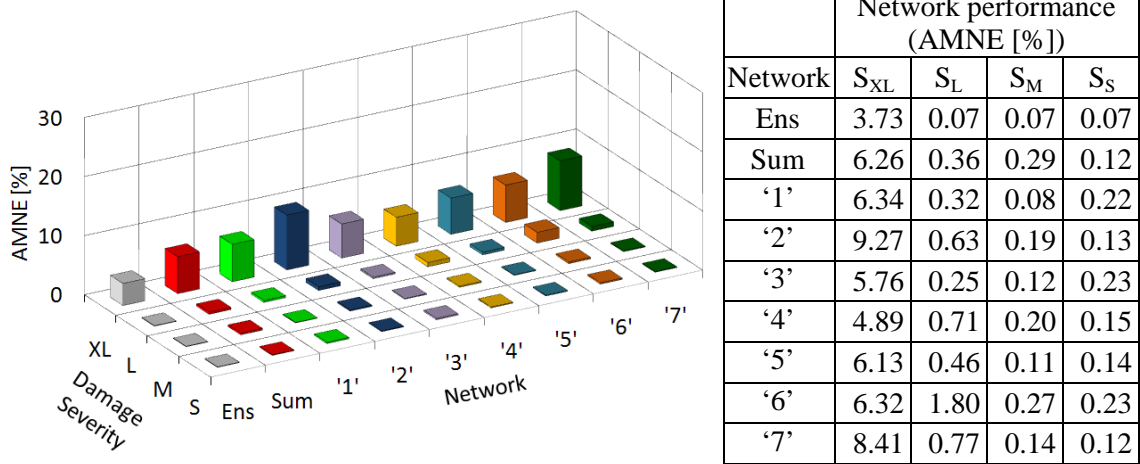 30
20
10
0
AMNE [%]
XL
L
M
S
Damage
Severity
Ens
Sum
'1'
'2'
'3'
'4'
'5'
'6'
'7'
Network
Network performance
(AMNE [%])
Network S_XL S_L S_M S_S
Ens 3.73 0.07 0.07 0.07
Sum 6.26 0.36 0.29 0.12
‘1’ 6.34 0.32 0.08 0.22
‘2’ 9.27 0.63 0.19 0.13
‘3’ 5.76 0.25 0.12 0.23
‘4’ 4.89 0.71 0.20 0.15
‘5’ 6.13 0.46 0.11 0.14
‘6’ 6.32 1.80 0.27 0.23
‘7’ 8.41 0.77 0.14 0.12